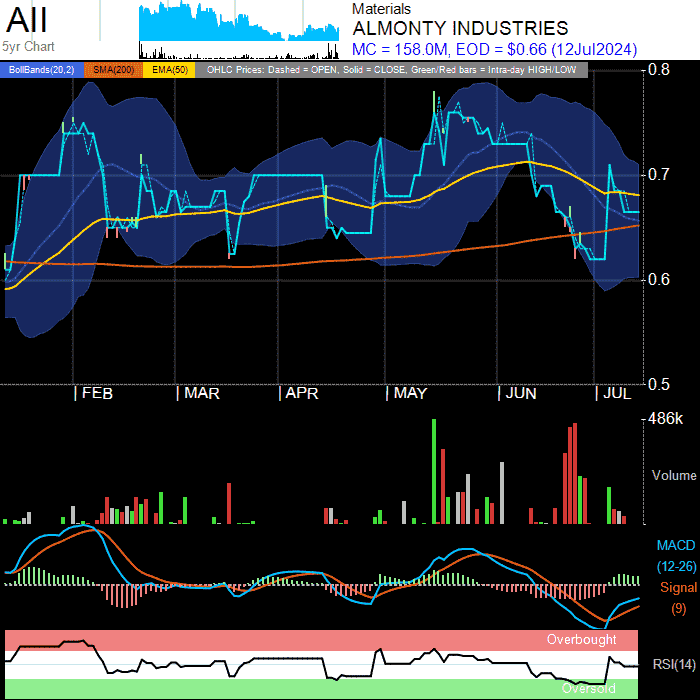 AII
5yr Chart
Materials
ALMONTY INDUSTRIES
MC = 158.0M, EOD = $0.66 (12Jul2024)
BollBands(20,2) SMA(200) EMA(50) OHLC Prices: Dashed = OPEN, Solid = CLOSE, Green/Red bars = Intra-day HIGH/LOW
0.8
0.7
0.6
0.5
| FEB | MAR | APR | MAY | JUN | JUL
486k
Volume
MACD
(12-26)
Signal
(9)
Overbought
RSI(14)
Oversold